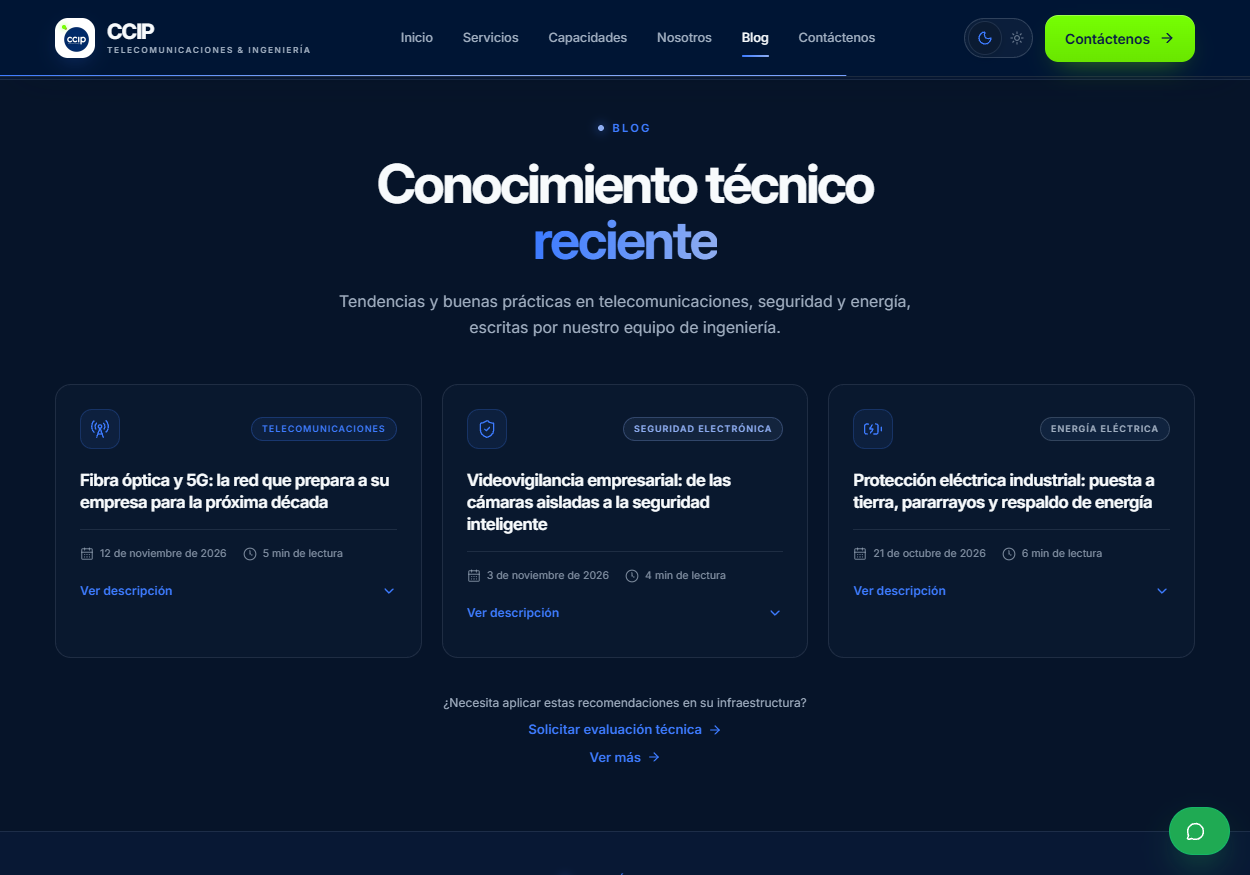 CCIP
CCIP
TELECOMUNICACIONES & INGENIERÍA
Inicio
Servicios
Capacidades
Nosotros
Blog
Contáctenos
Contáctenos
BLOG
Conocimiento técnico
reciente
Tendencias y buenas prácticas en telecomunicaciones, seguridad y energía,
escritas por nuestro equipo de ingeniería.
TELECOMUNICACIONES
Fibra óptica y 5G: la red que prepara a su
empresa para la próxima década
12 de noviembre de 2026
5 min de lectura
Ver descripción
SEGURIDAD ELECTRÓNICA
Videovigilancia empresarial: de las
cámaras aisladas a la seguridad
inteligente
3 de noviembre de 2026
4 min de lectura
Ver descripción
ENERGÍA ELÉCTRICA
Protección eléctrica industrial: puesta a
tierra, pararrayos y respaldo de energía
21 de octubre de 2026
6 min de lectura
Ver descripción
¿Necesita aplicar estas recomendaciones en su infraestructura?
Solicitar evaluación técnica
Ver más